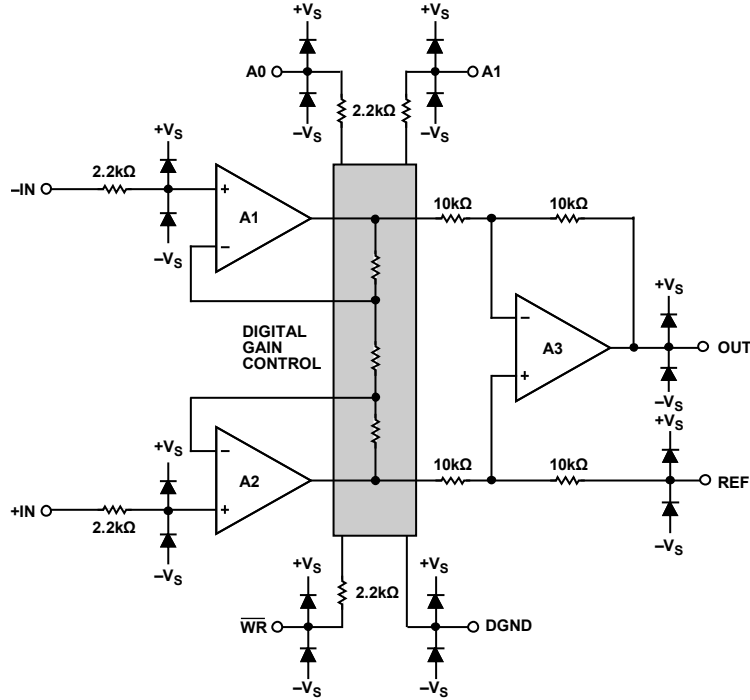 +VS +VS
A0 A1
2.2kΩ
2.2kΩ
–VS –VS
+VS
2.2kΩ
–IN
+
A1
–
–VS
10kΩ 10kΩ
+VS
DIGITAL
GAIN
CONTROL
–
A3
+
OUT
–VS
+VS
–
A2
+
+VS
10kΩ 10kΩ
REF
+IN
2.2kΩ
–VS
–VS
+VS +VS
2.2kΩ
WR DGND
–VS –VS